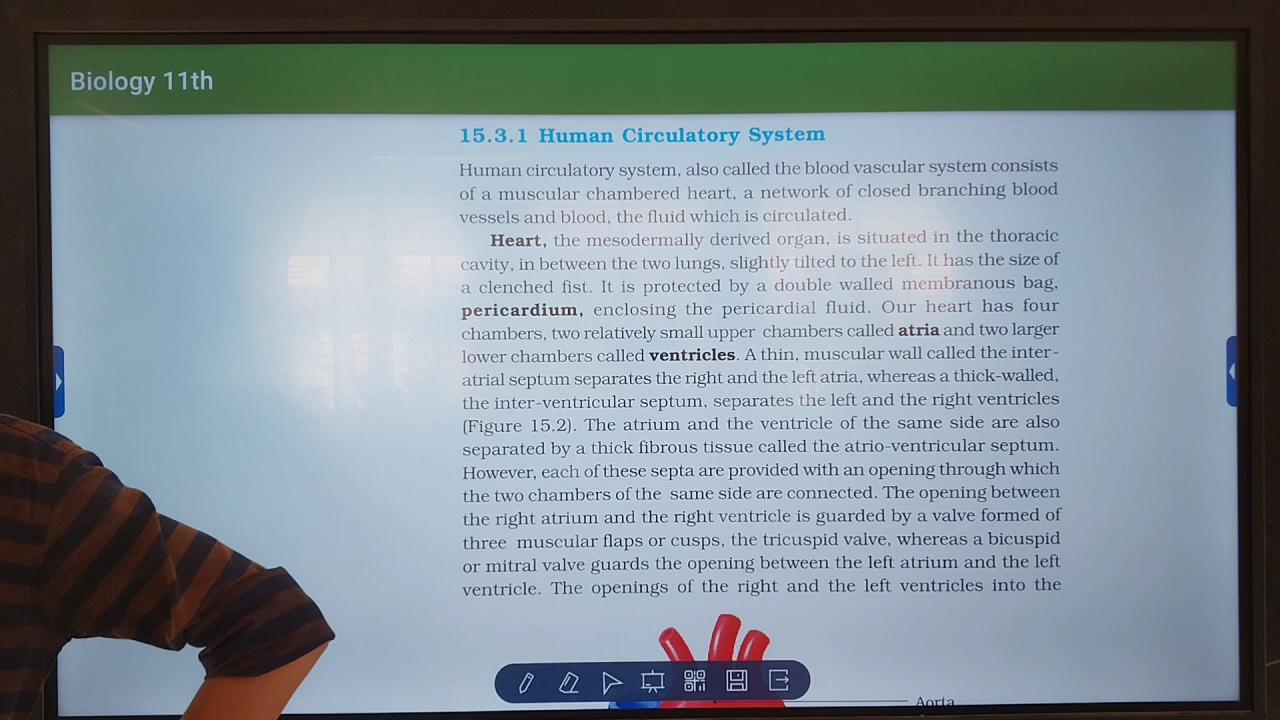 Biology 11th
15.3.1 Human Circulatory System
Human circulatory system, also called the blood vascular system consists
of a muscular chambered heart, a network of closed branching blood
vessels and blood, the fluid which is circulated.
Heart, the mesodermally derived organ, is situated in the thoracic
cavity, in between the two lungs, slightly tilted to the left. It has the size of
a clenched fist. It is protected by a double walled membranous bag,
pericardium, enclosing the pericardial fluid. Our heart has four
chambers, two relatively small upper chambers called atria and two larger
lower chambers called ventricles. A thin, muscular wall called the inter-
atrial septum separates the right and the left atria, whereas a thick-walled,
the inter-ventricular septum, separates the left and the right ventricles
(Figure 15.2). The atrium and the ventricle of the same side are also
separated by a thick fibrous tissue called the atrio-ventricular septum.
However, each of these septa are provided with an opening through which
the two chambers of the same side are connected. The opening between
the right atrium and the right ventricle is guarded by a valve formed of
three muscular flaps or cusps, the tricuspid valve, whereas a bicuspid
or mitral valve guards the opening between the left atrium and the left
ventricle. The openings of the right and the left ventricles into the
Aorta